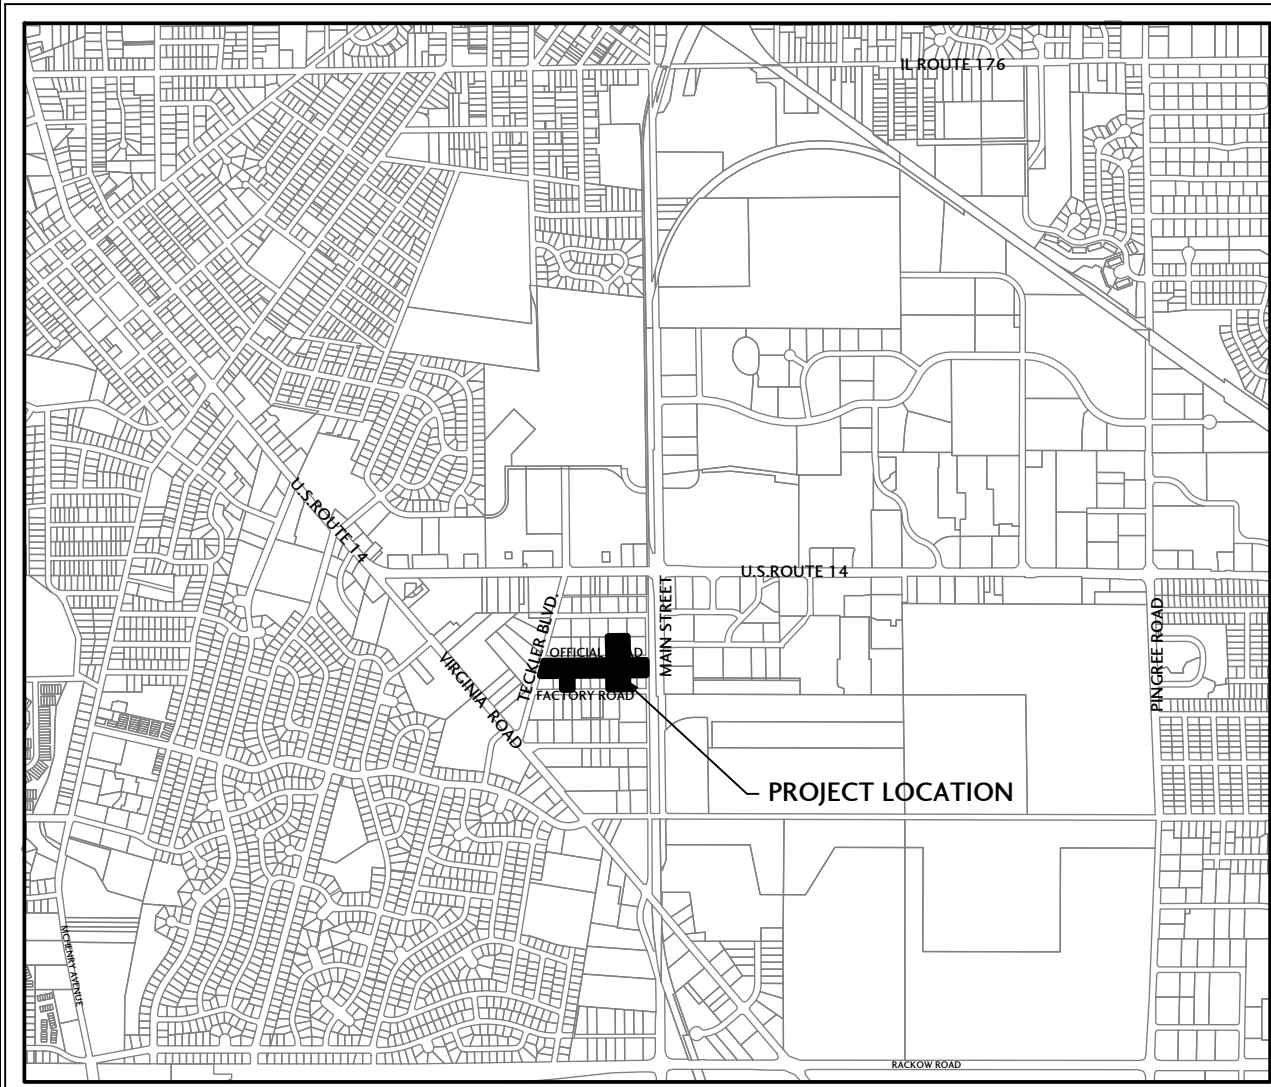 IL ROUTE 176
U.S.ROUTE 14
U.S.ROUTE 14
TECKLER BLVD.
MAIN STREET
PINGREE ROAD
OFFICIAL
FACTORY ROAD
VIRGINIA ROAD
PROJECT LOCATION
MCHENRY AVENUE
RACKOW ROAD